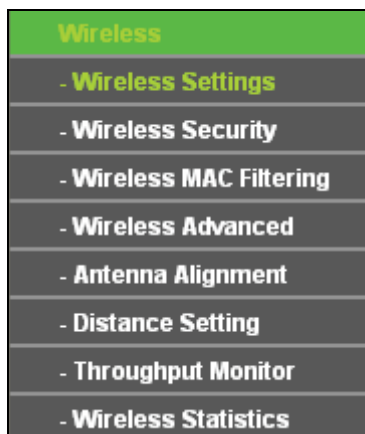 Wireless
- Wireless Settings
- Wireless Security
- Wireless MAC Filtering
- Wireless Advanced
- Antenna Alignment
- Distance Setting
- Throughput Monitor
- Wireless Statistics